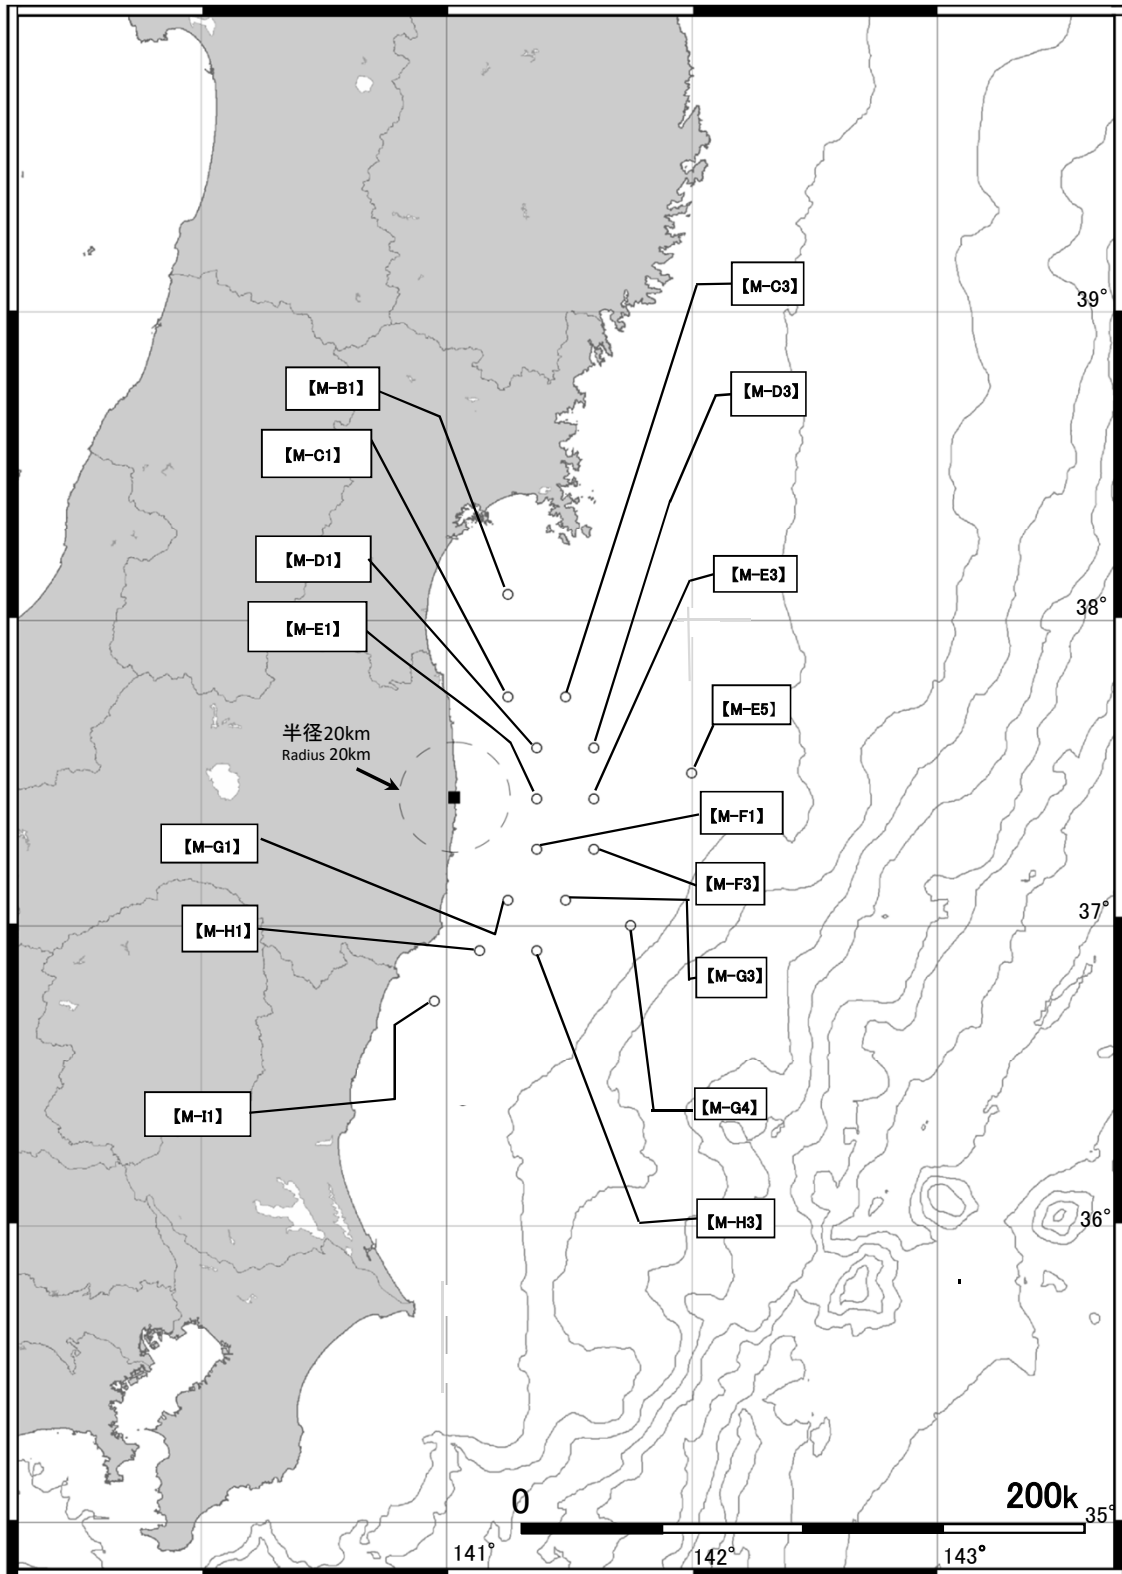 【M-C3】
39°
【M-B1】
【M-D3】
【M-C1】
【M-D1】
【M-E3】
【M-E1】
38°
【M-E5】
半径20km
Radius 20km
【M-F1】
【M-G1】
【M-F3】
【M-H1】
37°
【M-G3】
【M-I1】
【M-G4】
【M-H3】
36°
0
200k
35°
141°
142°
143°